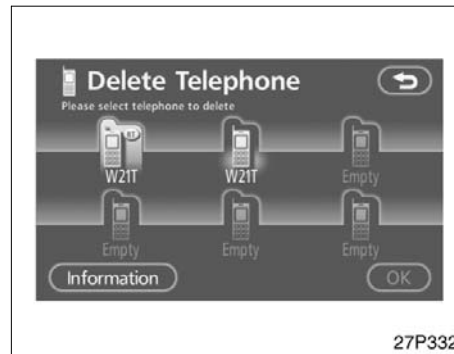 Delete Telephone
Please select telephone to delete
BT
W21T W21T Empty
Empty Empty Empty
Information OK
27P332